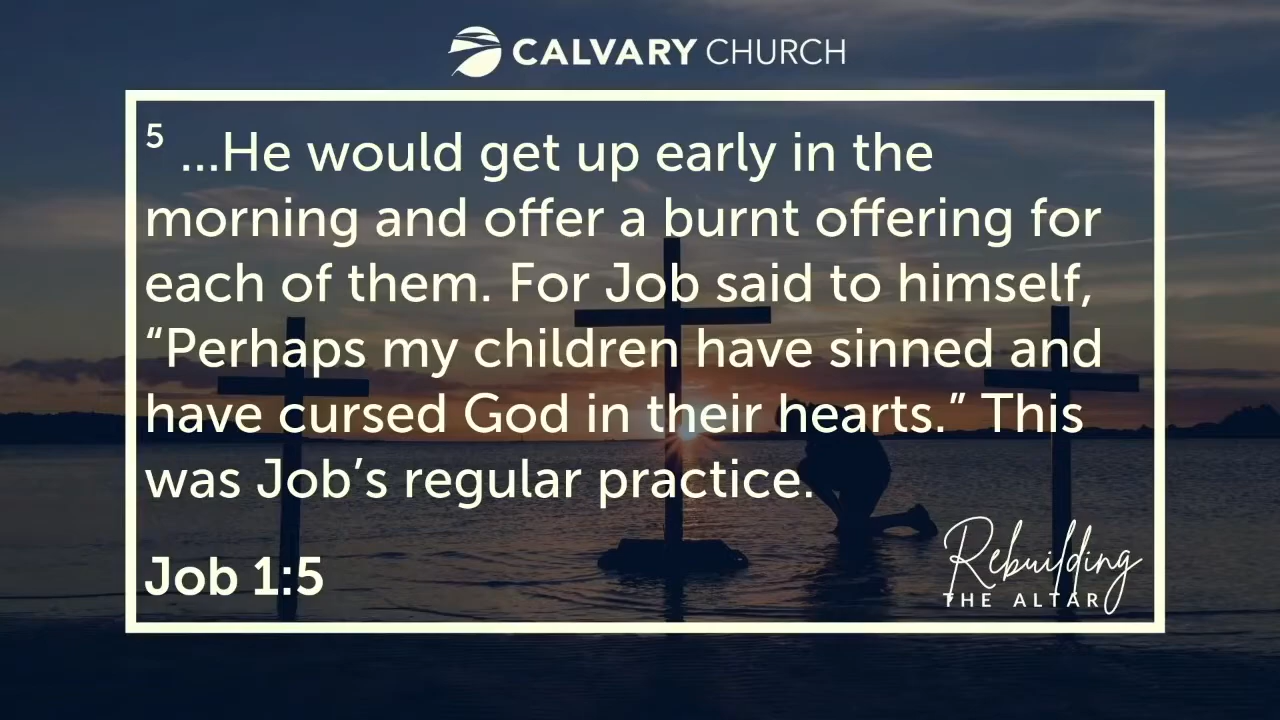 CALVARY CHURCH
5 ...He would get up early in the
morning and offer a burnt offering for
each of them. For Job said to himself,
“Perhaps my children have sinned and
have cursed God in their hearts.” This
was Job’s regular practice.
Job 1:5
Rebuilding
THE ALTAR